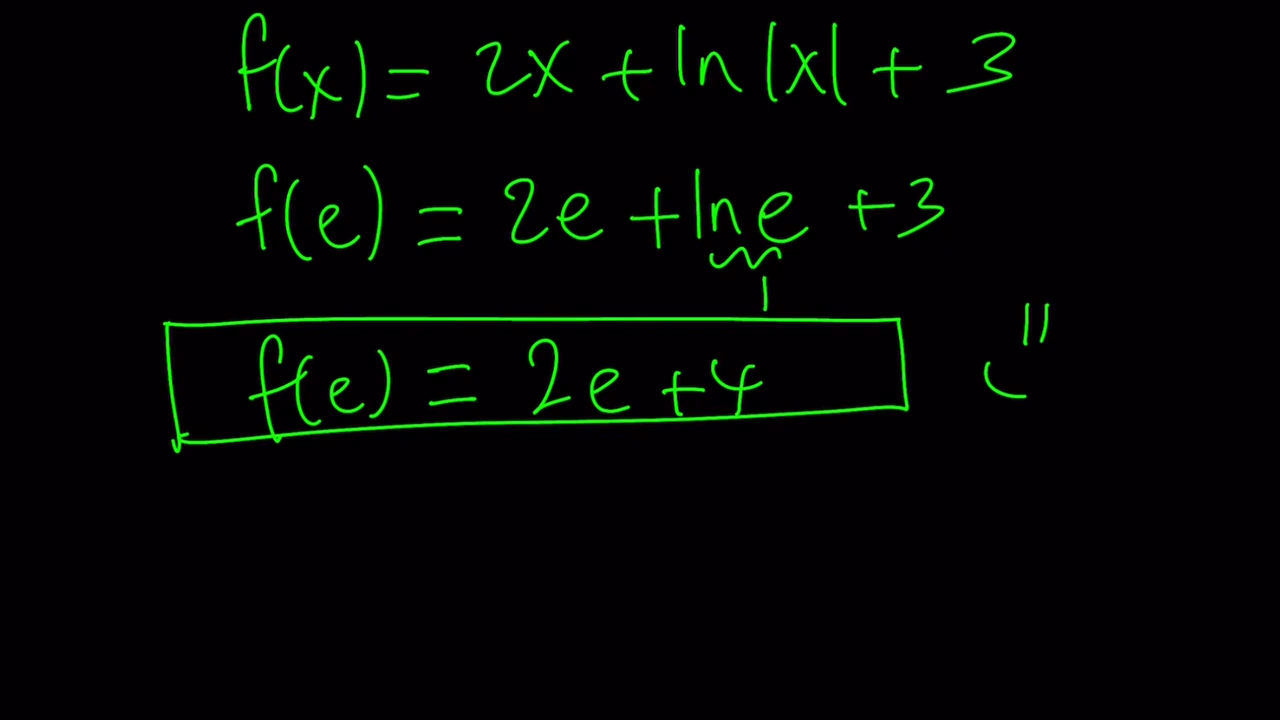 f(x) = 2x + ln|x| + 3
f(e) = 2e + ln e + 3
1
f(e) = 2e + 4